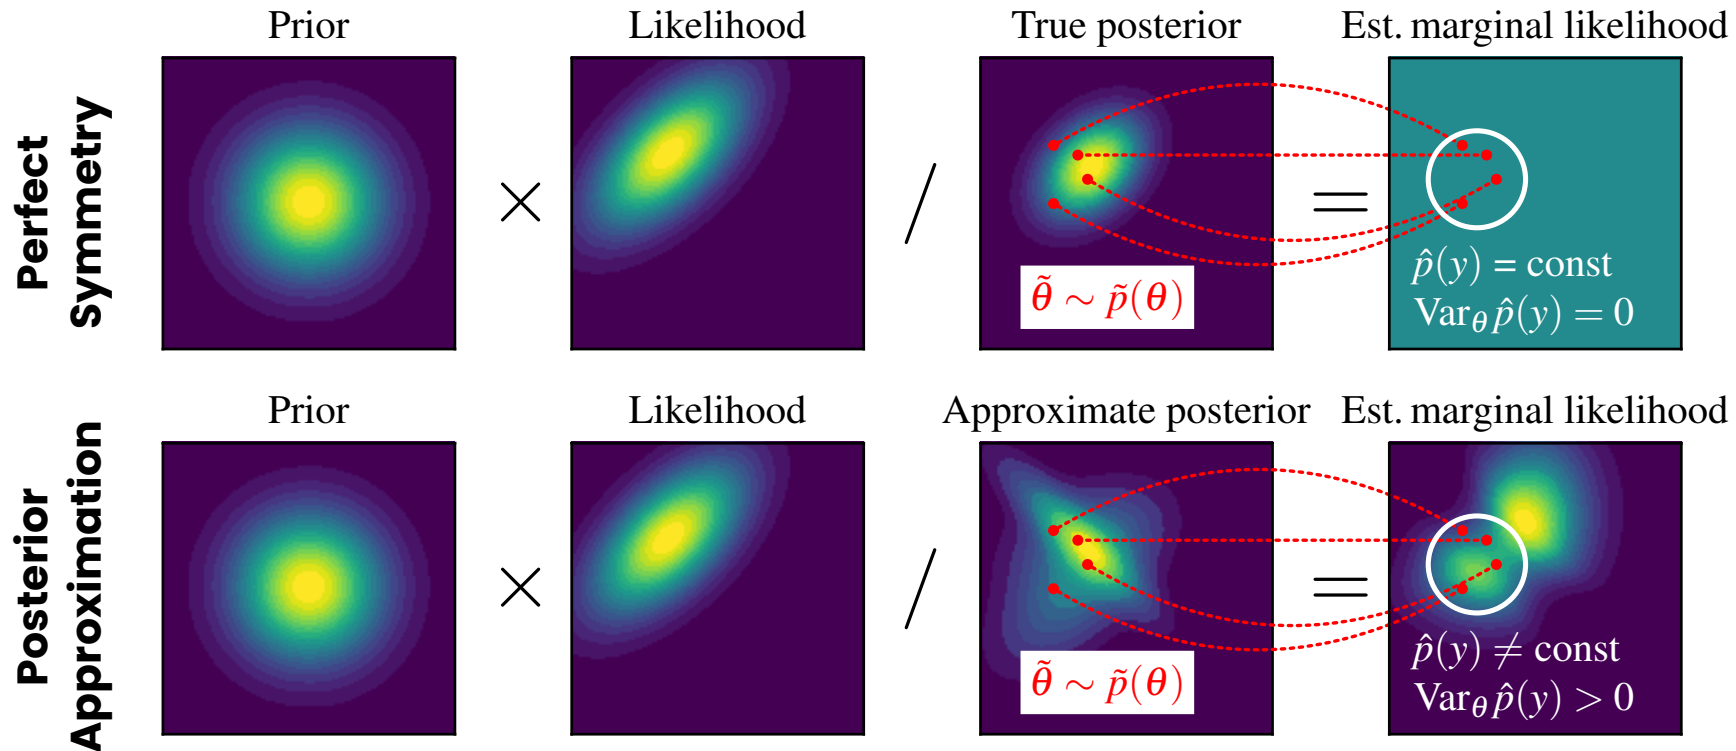 Prior
Likelihood
True posterior
Est. marginal likelihood
Perfect
Symmetry
×
/
=
θ̃ ∼ p̃(θ)
p̂(y) = const
Var_θ p̂(y) = 0
Prior
Likelihood
Approximate posterior
Est. marginal likelihood
Posterior
Approximation
×
/
=
θ̃ ∼ p̃(θ)
p̂(y) ≠ const
Var_θ p̂(y) > 0